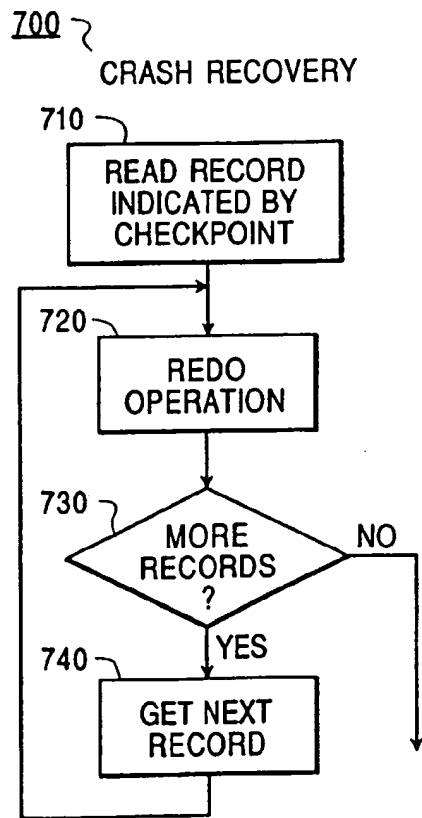 700
CRASH RECOVERY
710
READ RECORD
INDICATED BY
CHECKPOINT
720
REDO
OPERATION
730
MORE
RECORDS
?
NO
YES
740
GET NEXT
RECORD